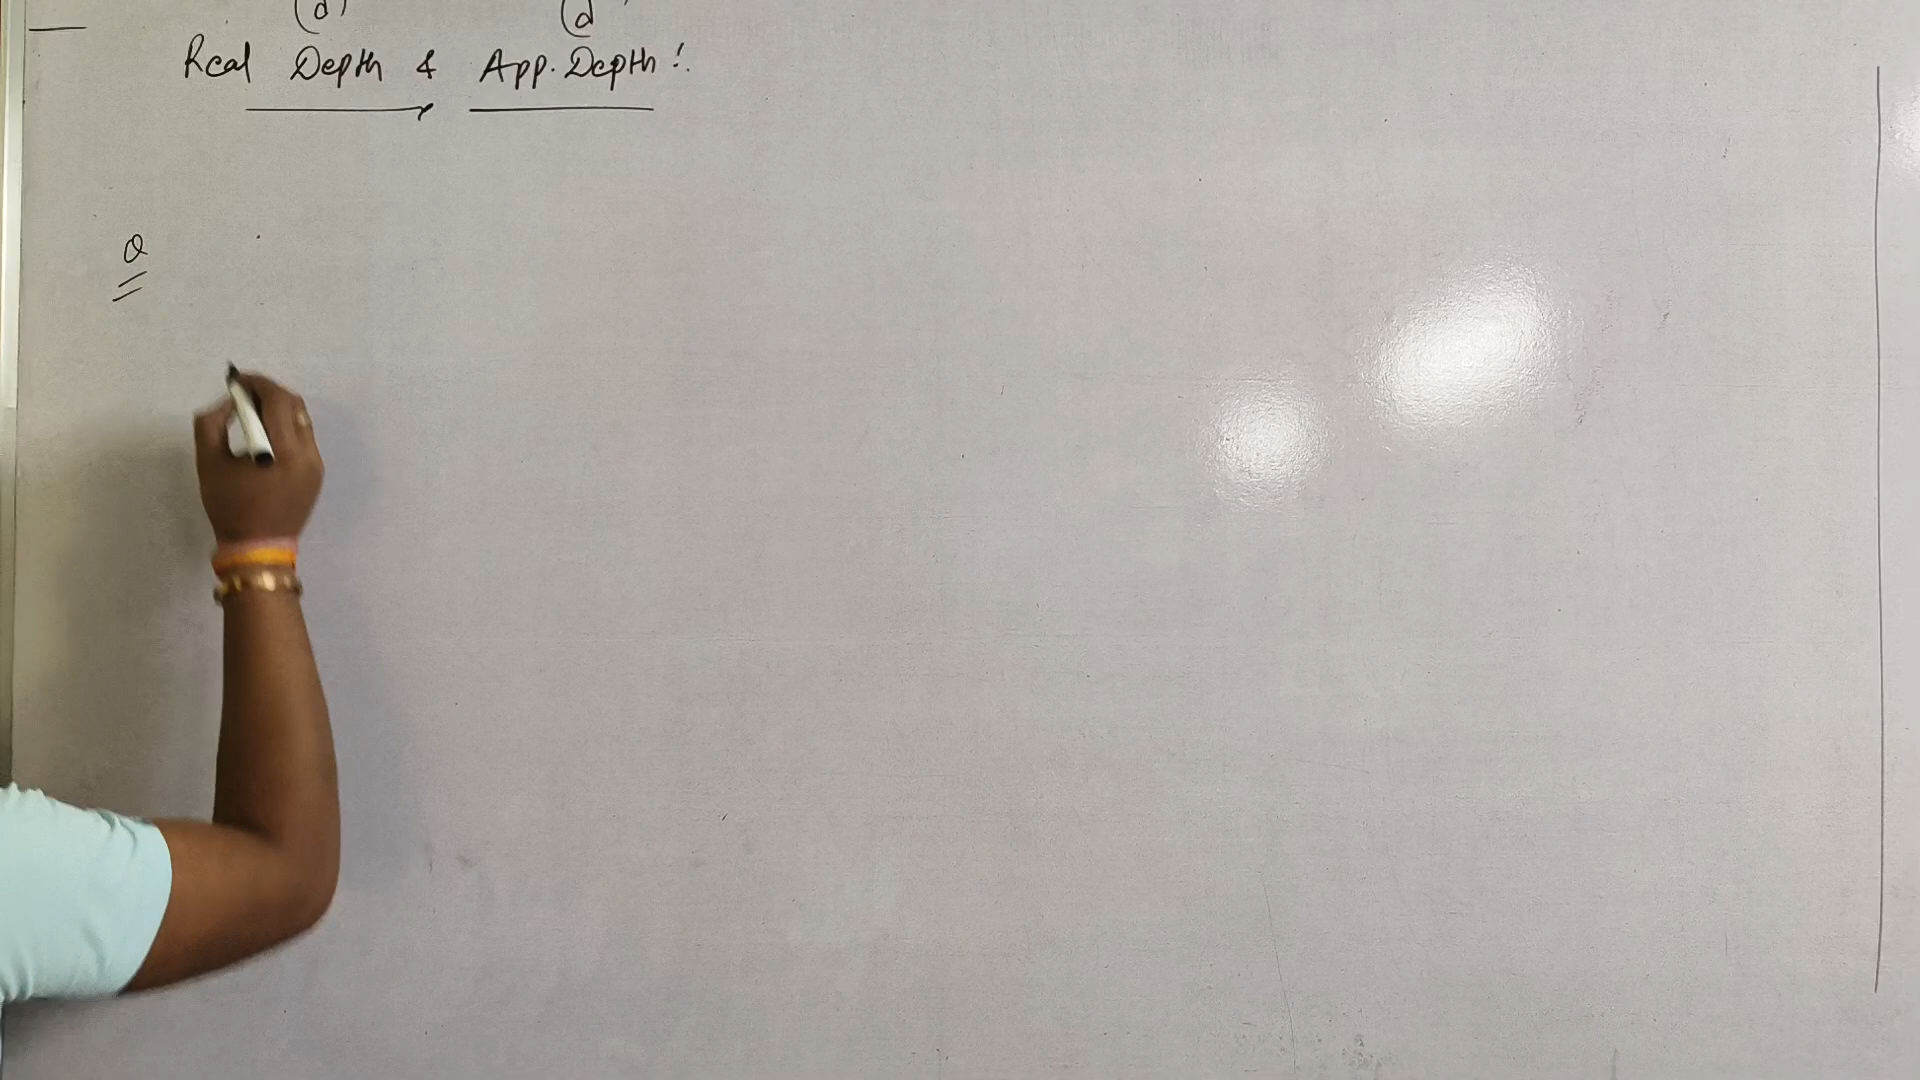 (d) (d
Real Depth & App. Depth :
Q